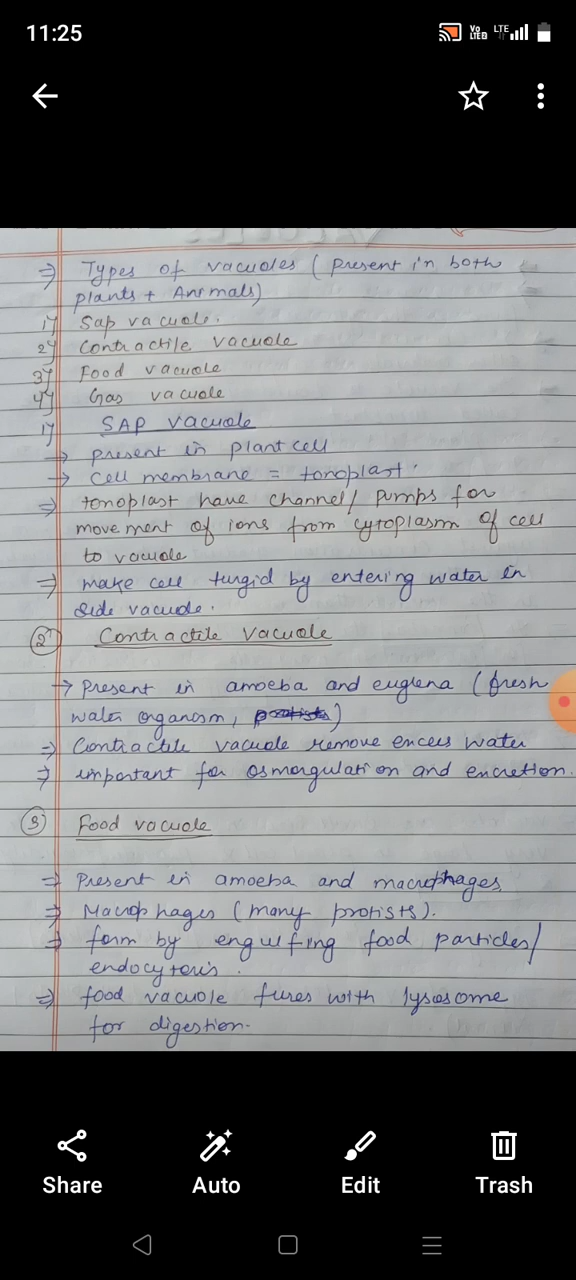 11:25
Vo LTE LTE
⇒ Types of vacuoles (present in both
plants + Animals)
1) Sap vacuole.
2) Contractile vacuole
3) Food vacuole
4) Gas vacuole
1) SAP vacuole
→ present in plant cell
→ cell membrane = tonoplast.
⇒ tonoplast have channel/ pumps for
movement of ions from cytoplasm of cell
to vacuole
⇒ make cell turgid by entering water in
side vacuole.
2) Contractile vacuole
→ Present in amoeba and euglena (fresh
water organism, protists)
⇒ Contractile vacuole remove excess water
⇒ important for osmorgulation and excretion.
3) Food vacuole
⇒ Present in amoeba and macrophages
⇒ Macrophages (many protists).
⇒ form by engulfing food particles/
endocytosis.
⇒ food vacuole fuses with lysosome
for digestion.
Share Auto Edit Trash